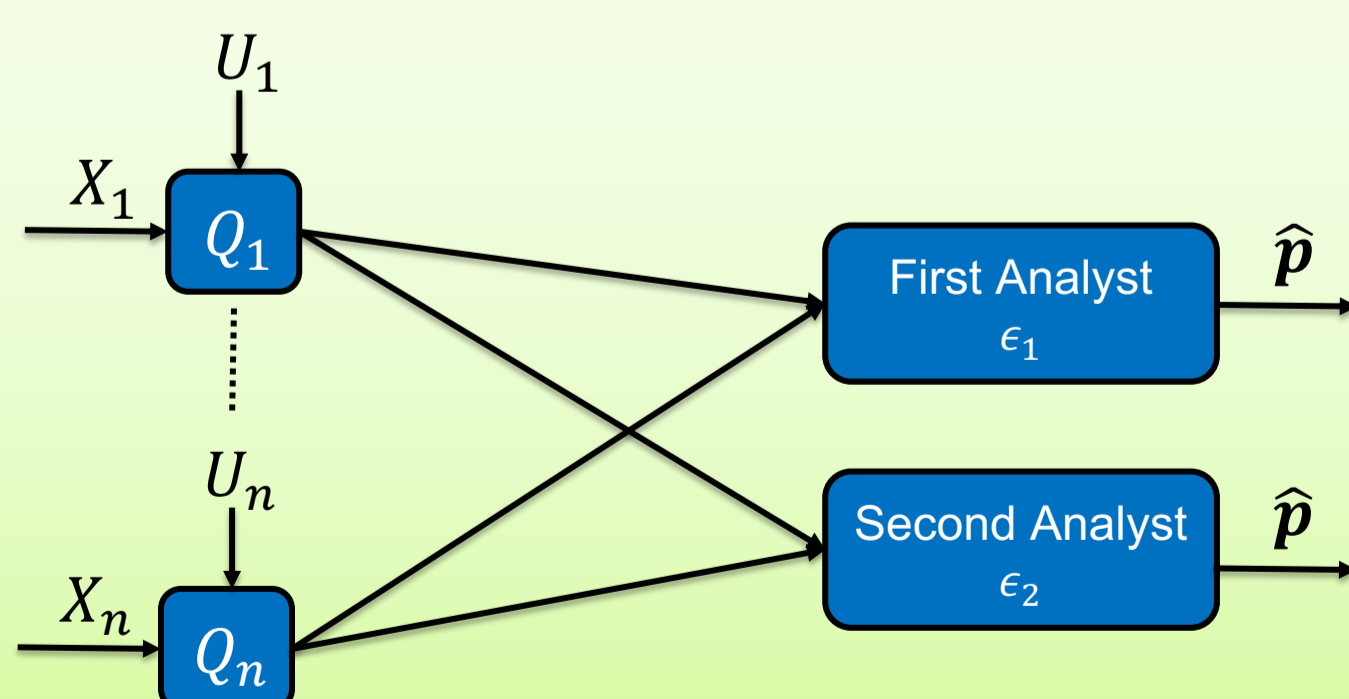 U₁
X₁
Q₁
First Analyst
ϵ₁
p̂
Uₙ
Second Analyst
ϵ₂
p̂
Xₙ
Qₙ